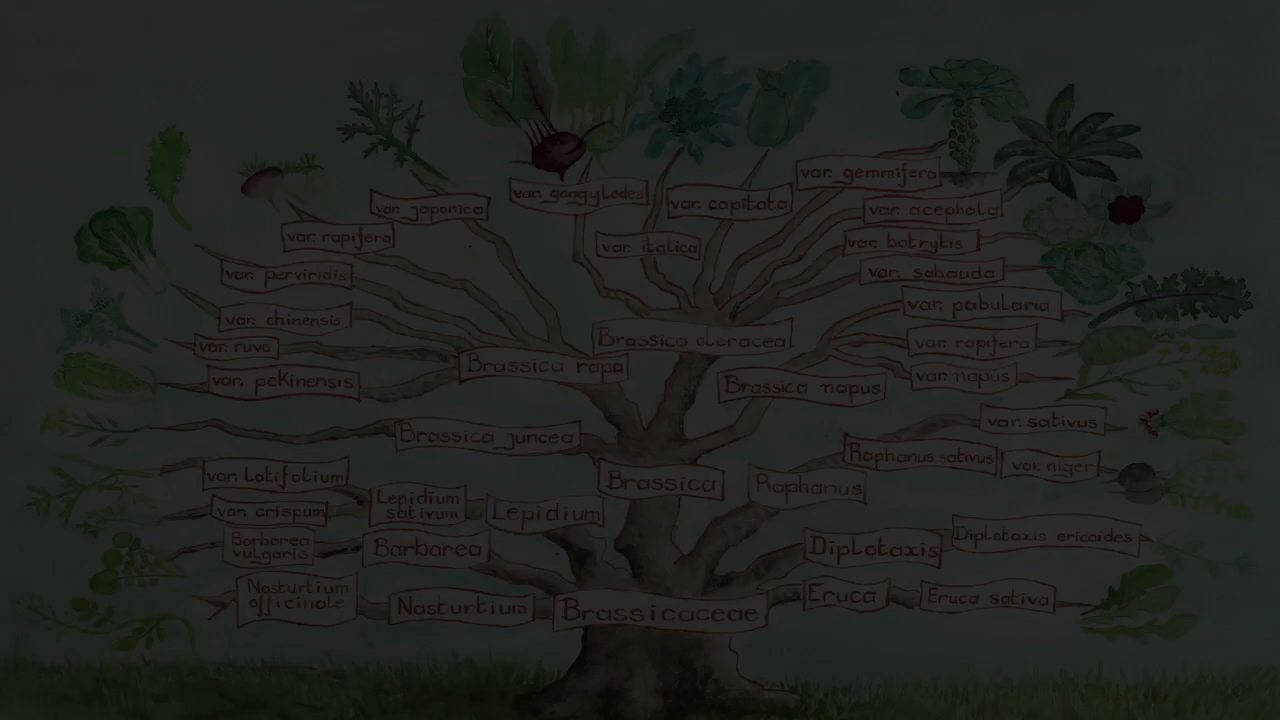 var. gemmifera
var. gongylodes
var. capitata
var. japonica
var. acephala
var. rapifera
var. italica
var. botrytis
var. perviridis
var. sabauda
var. pabularia
var. chinensis
Brassica oleracea
var. rapifera
var. ruvo
Brassica rapa
var. pekinensis
Brassica napus
var. napus
var. sativus
Brassica juncea
Raphanus sativus
var. niger
var. latifolium
Brassica
Raphanus
Lepidium
sativum
Lepidium
var. crispum
Barbarea
vulgaris
Barbarea
Diplotaxis
Diplotaxis ericoides
Nasturtium
officinale
Nasturtium
Brassicaceae
Eruca
Eruca sativa